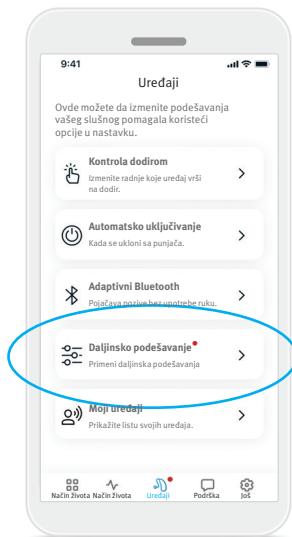 9:41
Uređaji
Ovde možete da izmenite podešavanja
vašeg slušnog pomagala koristeći
opcije u nastavku.
Kontrola dodirom
Izmenite radnje koje uređaj vrši
na dodir.
Automatsko uključivanje
Kada se ukloni sa punjača.
Adaptivni Bluetooth
Pojačava pozive bez upotrebe ruku.
Daljinsko podešavanje
Primeni daljinska podešavanja
Moji uređaji
Prikažite listu svojih uređaja.
Način života Način života Uređaji Podrška Još